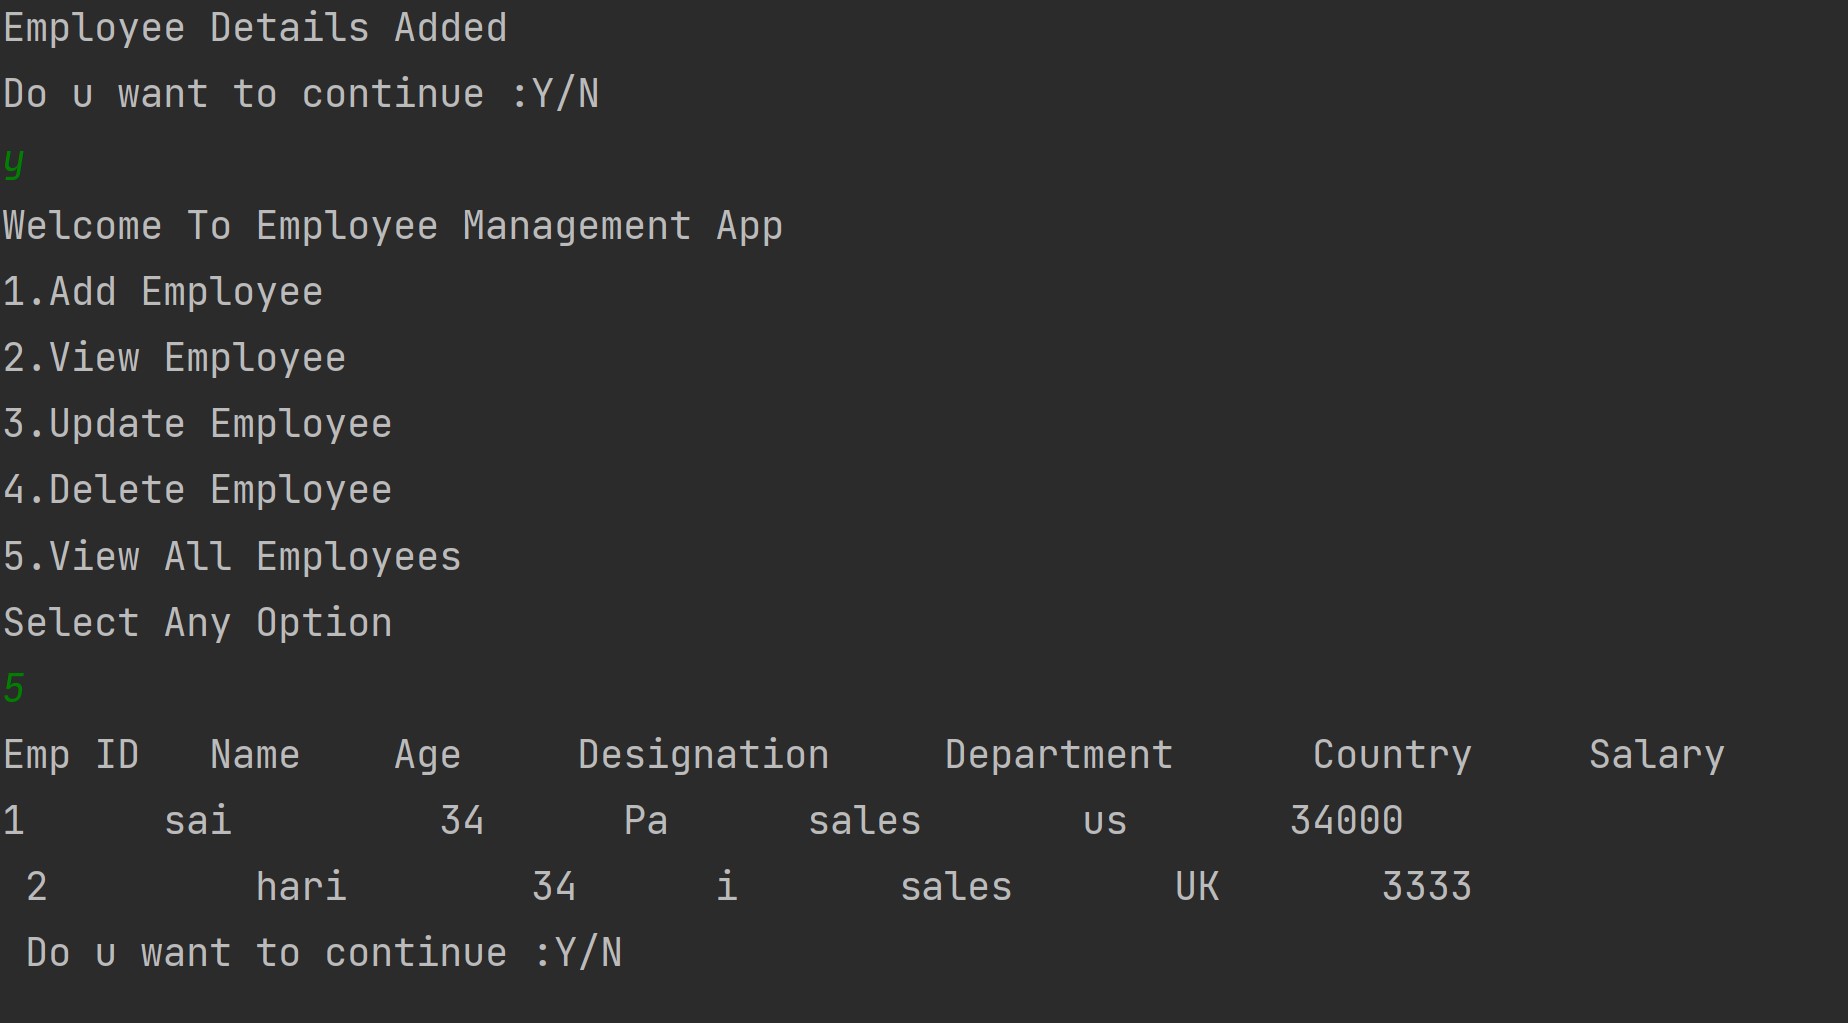 Employee Details Added
Do u want to continue :Y/N
y
Welcome To Employee Management App
1.Add Employee
2.View Employee
3.Update Employee
4.Delete Employee
5.View All Employees
Select Any Option
5
Emp ID   Name    Age     Designation     Department      Country     Salary
1      sai         34      Pa      sales       us       34000
 2         hari        34      i       sales       UK       3333
 Do u want to continue :Y/N